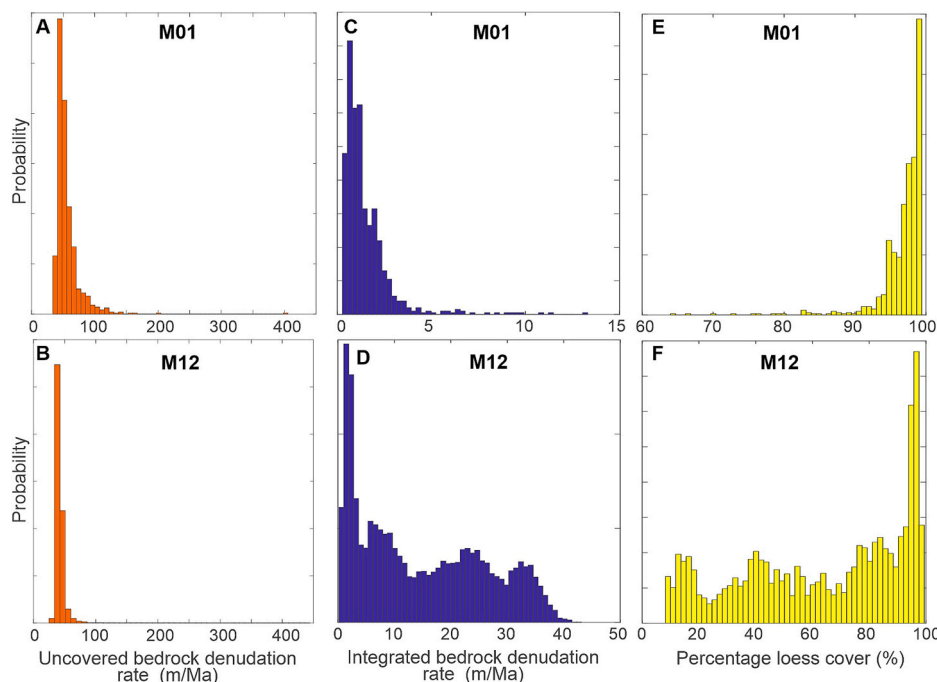 A
M01
C
M01
E
M01
Probability
0
100
200
300
400
0
5
10
15
60
70
80
90
100
B
M12
D
M12
F
M12
Probability
0
100
200
300
400
0
10
20
30
40
50
0
20
40
60
80
100
Uncovered bedrock denudation
rate (m/Ma)
Integrated bedrock denudation
rate (m/Ma)
Percentage loess cover (%)